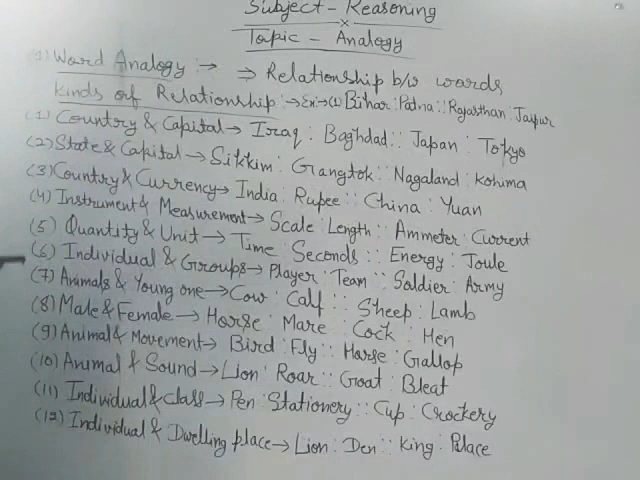 Subject - Reasoning
×
Topic - Analogy
1) Word Analogy :→ ⇒ Relationship b/w words
Kinds of Relationship :→ Ex→(1) Bihar : Patna :: Rajasthan : Jaipur
(1) Country & Capital → Iraq : Baghdad :: Japan : Tokyo
(2) State & Capital → Sikkim : Gangtok :: Nagaland : Kohima
(3) Country & Currency → India : Rupee :: China : Yuan
(4) Instrument & Measurement → Scale : Length :: Ammeter : Current
(5) Quantity & Unit → Time : Seconds :: Energy : Joule
(6) Individual & Groups → Player : Team :: Soldier : Army
(7) Animals & Young one → Cow : Calf :: Sheep : Lamb
(8) Male & Female → Horse : Mare :: Cock : Hen
(9) Animal & Movement → Bird : Fly :: Horse : Gallop
(10) Animal & Sound → Lion : Roar :: Goat : Bleat
(11) Individual & class → Pen : Stationery :: Cup : Crockery
(12) Individual & Dwelling place → Lion : Den :: King : Palace